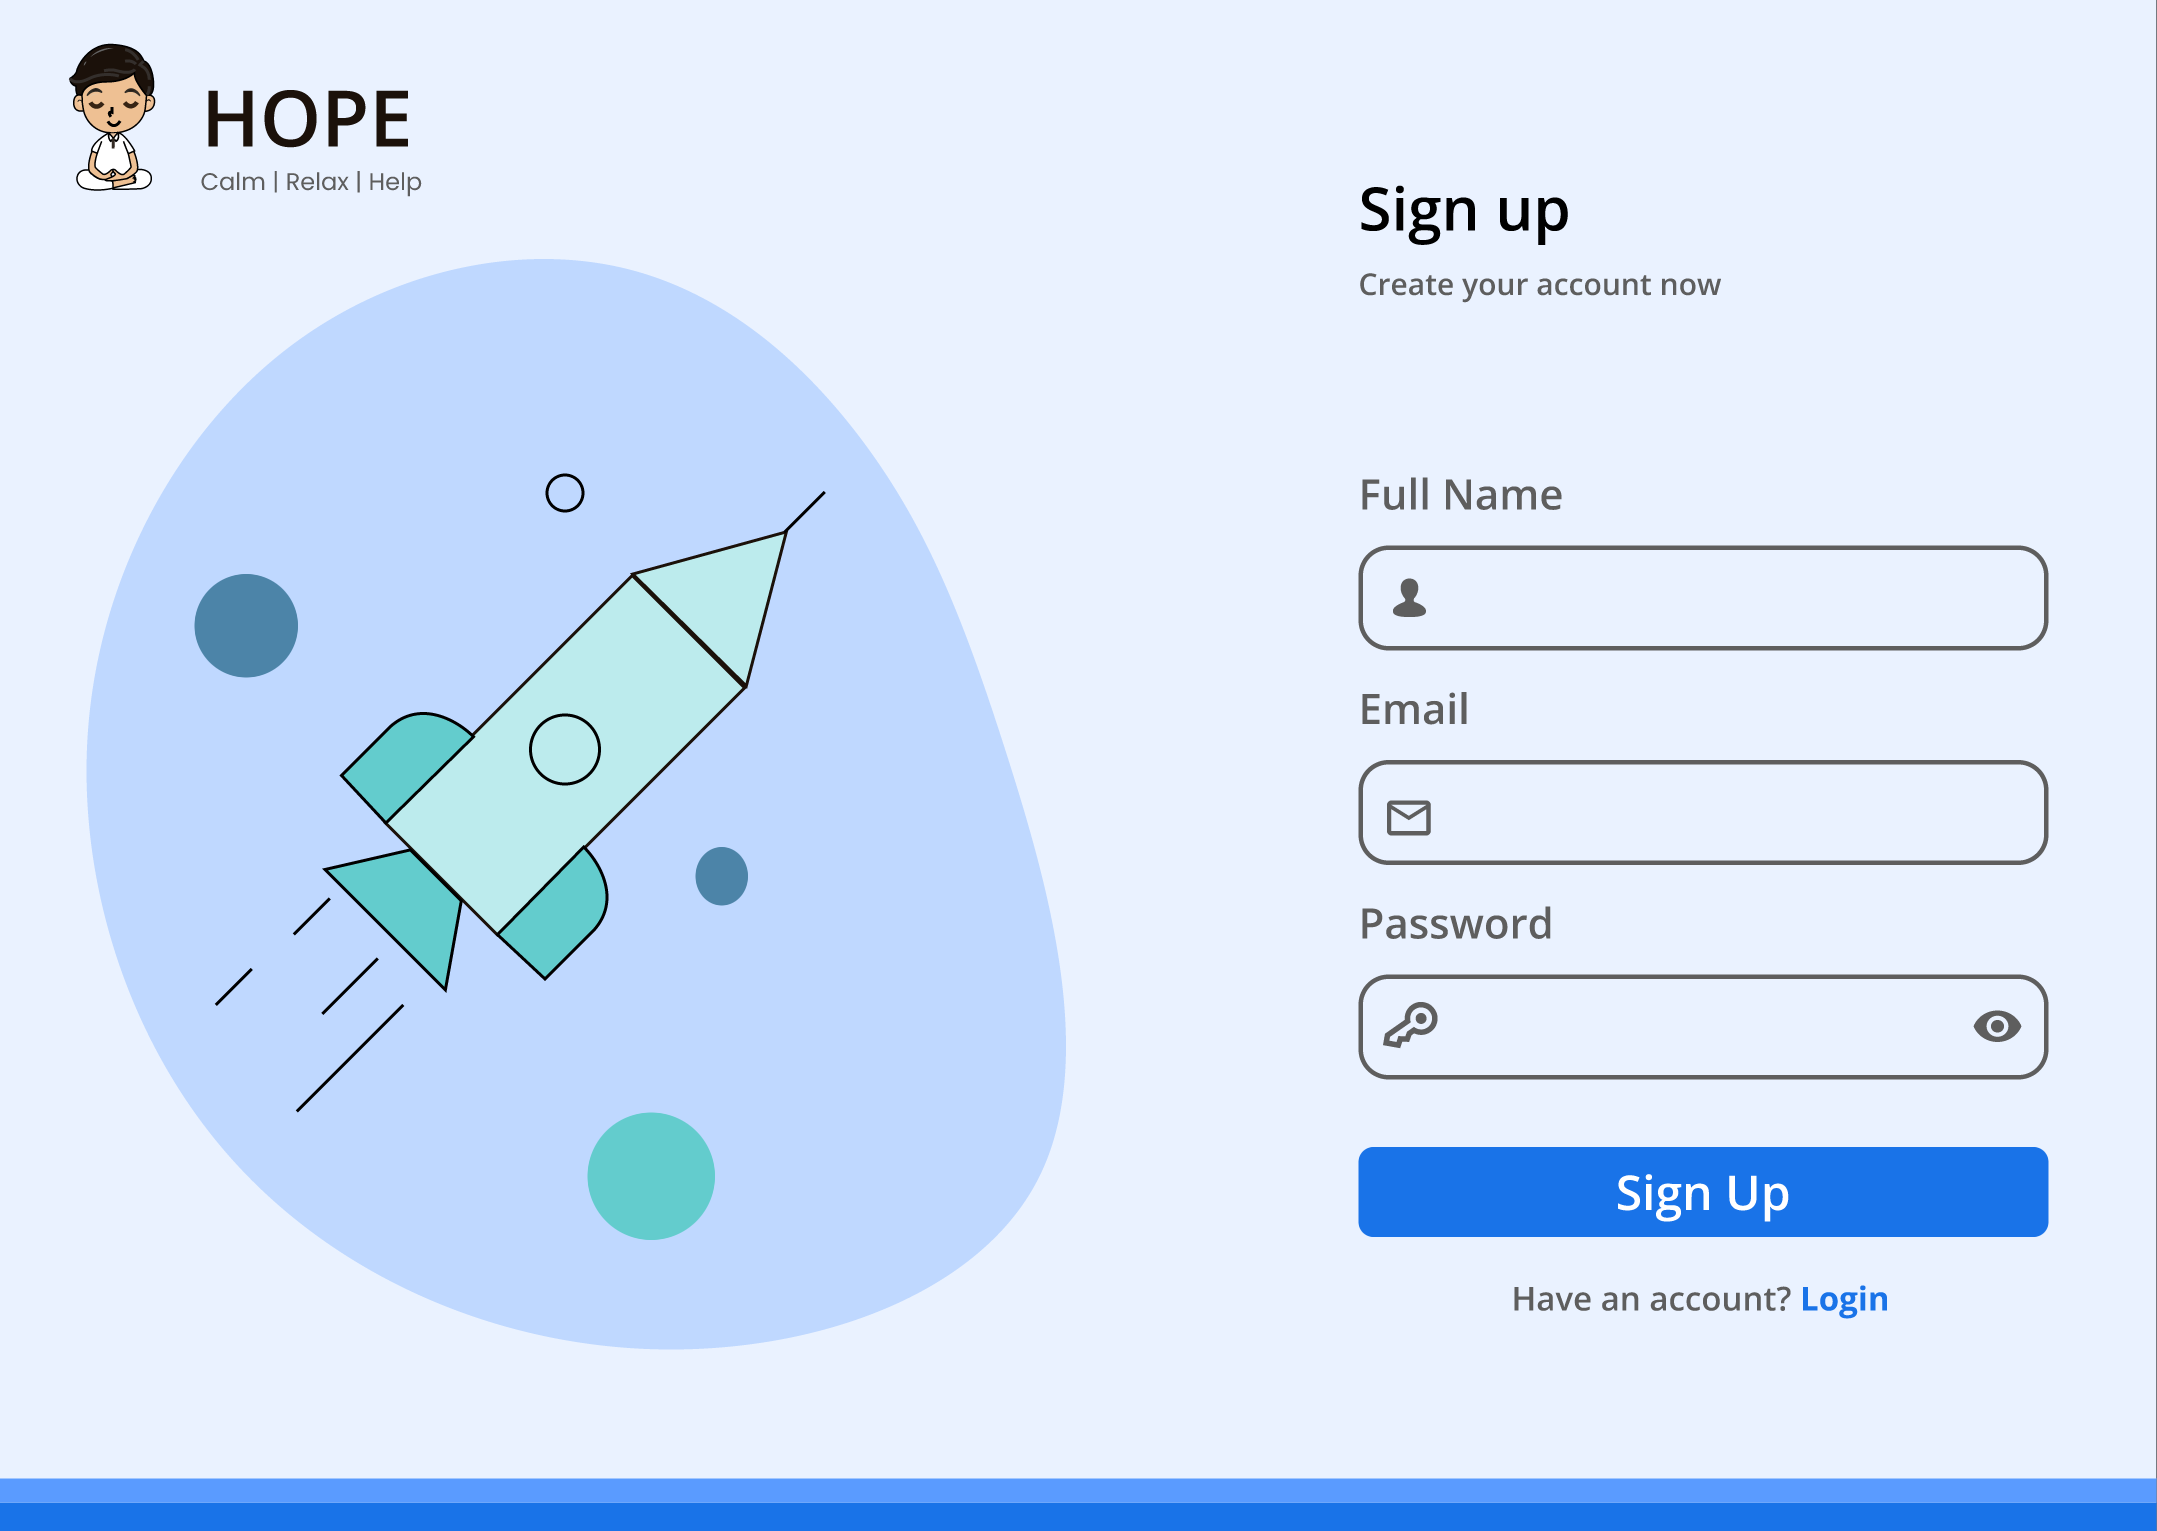 HOPE
Calm | Relax | Help
Sign up
Create your account now
Full Name
Email
Password
Sign Up
Have an account? Login